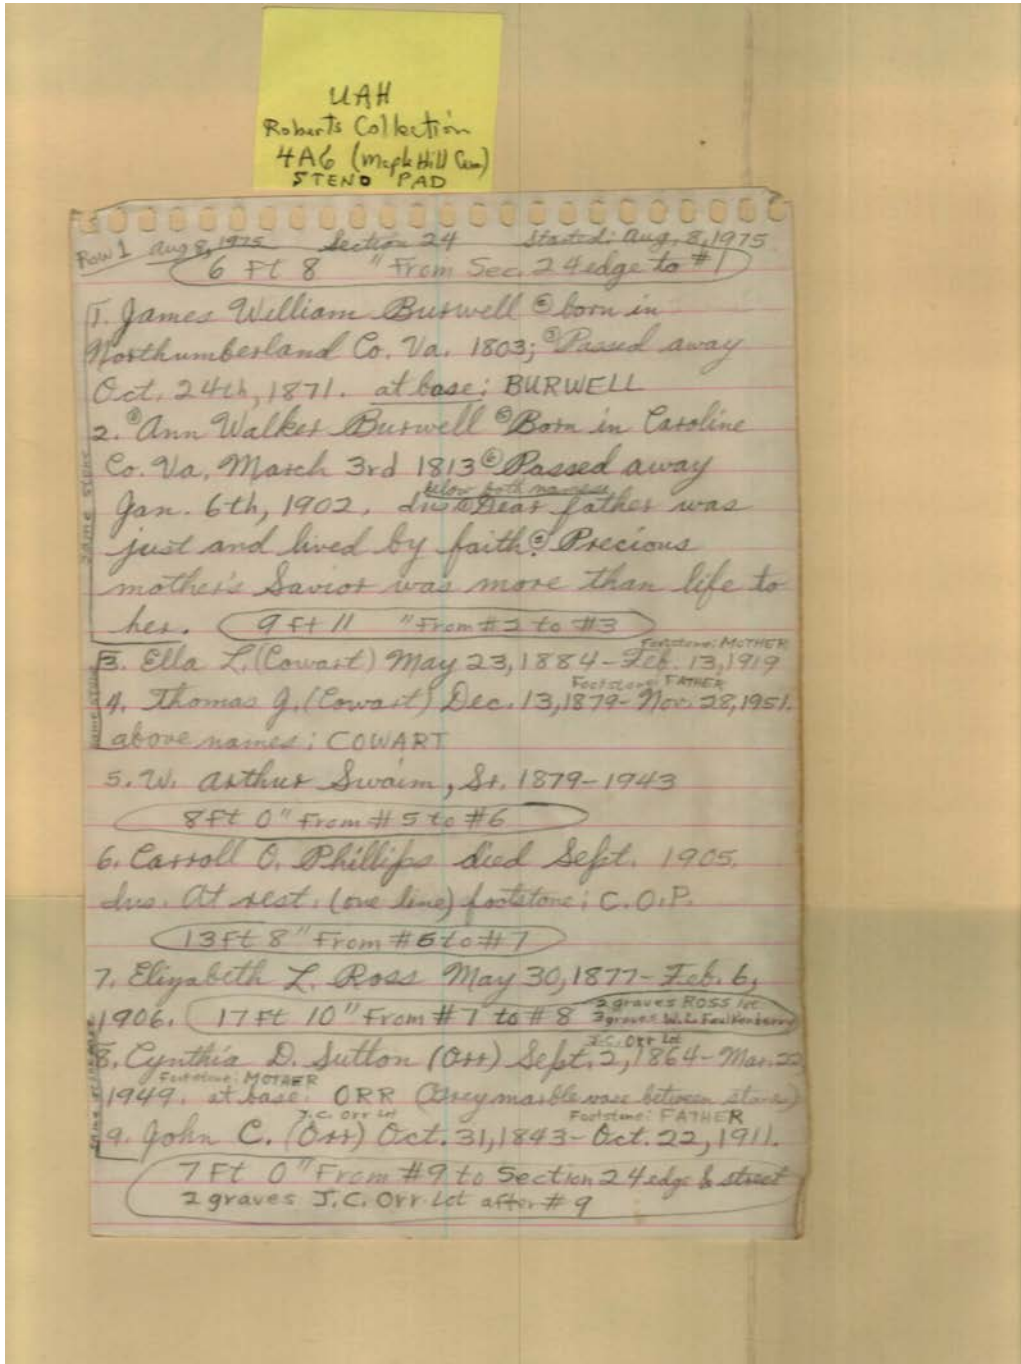 UAH
Roberts Collection
4A6 (Maple Hill Cem)
STENO PAD
Row 1 Aug 8, 1975 Section 24 Started: Aug. 8, 1975
6 Ft 8 " From Sec. 24 edge to #1
1. James William Burwell ② born in
Northumberland Co. Va. 1803; ③ Passed away
Oct. 24th, 1871. at base: BURWELL
2. Ann Walker Burwell ⑤ Born in Caroline
Co. Va. March 3rd 1813 ⑥ Passed away
below both names
Jan. 6th, 1902. Dear father was
just and lived by faith. Precious
mother's Savior was more than life to
her. 9 Ft 11 " From #2 to #3
same stone
Footstone: MOTHER
3. Ella L. (Cowart) May 23, 1884 - Feb. 13, 1919
Footstone: FATHER
4. Thomas J. (Cowart) Dec. 13, 1879 - Nov. 28, 1951.
above names: COWART
same stone
5. W. Arthur Swaim, Sr. 1879-1943
8 Ft 0" From #5 to #6
6. Carroll O. Phillips died Sept. 1905.
Ins. At rest. (one line) footstone: C.O.P.
13 Ft 8" From #6 to #7
7. Elizabeth L. Ross May 30, 1877 - Feb. 6,
2 graves ROSS lot
1906. 17 Ft 10" From #7 to #8 3 graves W.L. Faulkenberry
J.C. Orr Lot
8. Cynthia D. Sutton (Orr) Sept. 2, 1864 - Mar. 22
Footstone: MOTHER
1949. at base: ORR (Grey marble vase between stones)
J.C. Orr Lot Footstone: FATHER
9. John C. (Orr) Oct. 31, 1843 - Oct. 22, 1911.
7 Ft 0" From #9 to Section 24 edge & street
2 graves J.C. Orr Lot after #9